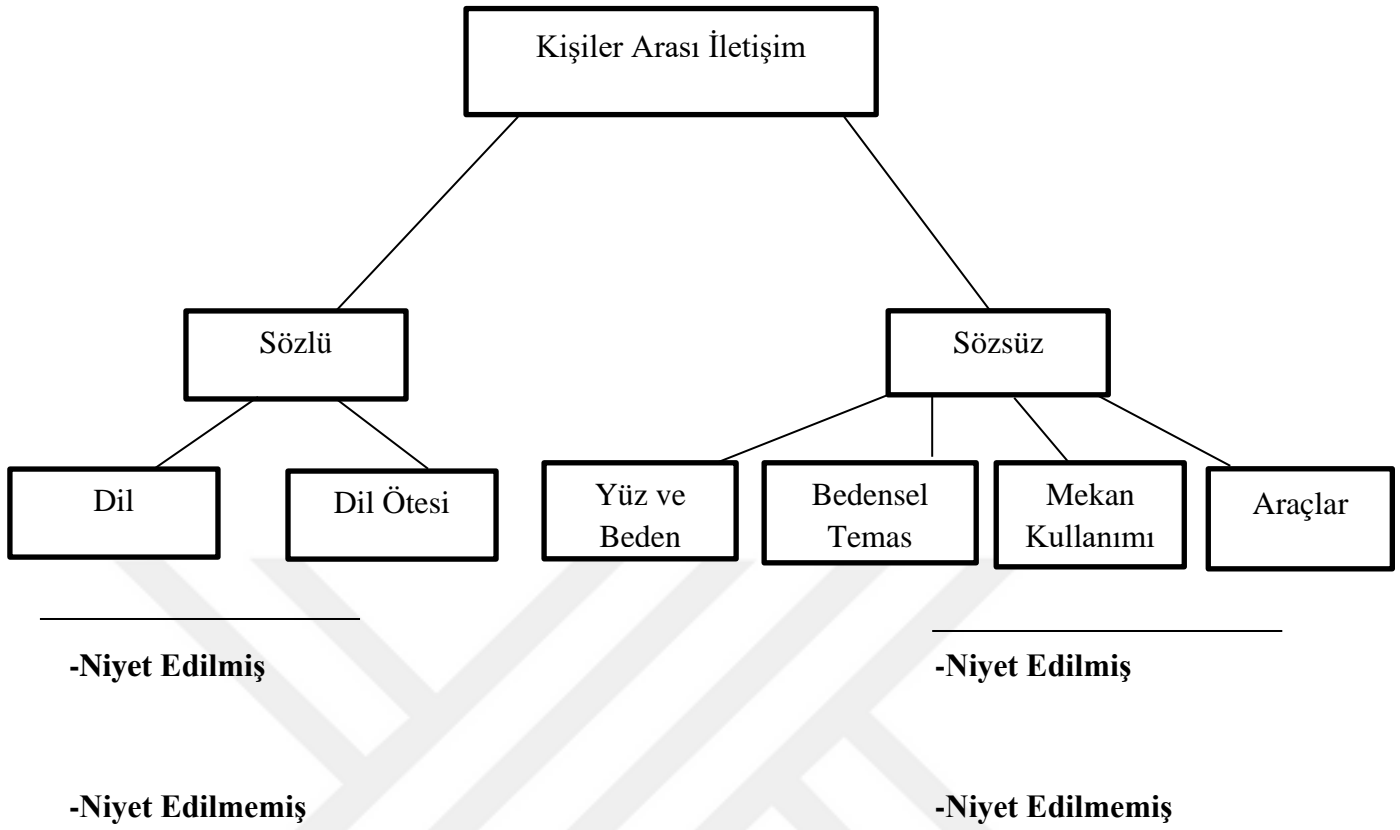 Kişiler Arası İletişim
Sözlü
Sözsüz
Dil
Dil Ötesi
Yüz ve
Beden
Bedensel
Temas
Mekan
Kullanımı
Araçlar
-Niyet Edilmiş
-Niyet Edilmiş
-Niyet Edilmemiş
-Niyet Edilmemiş